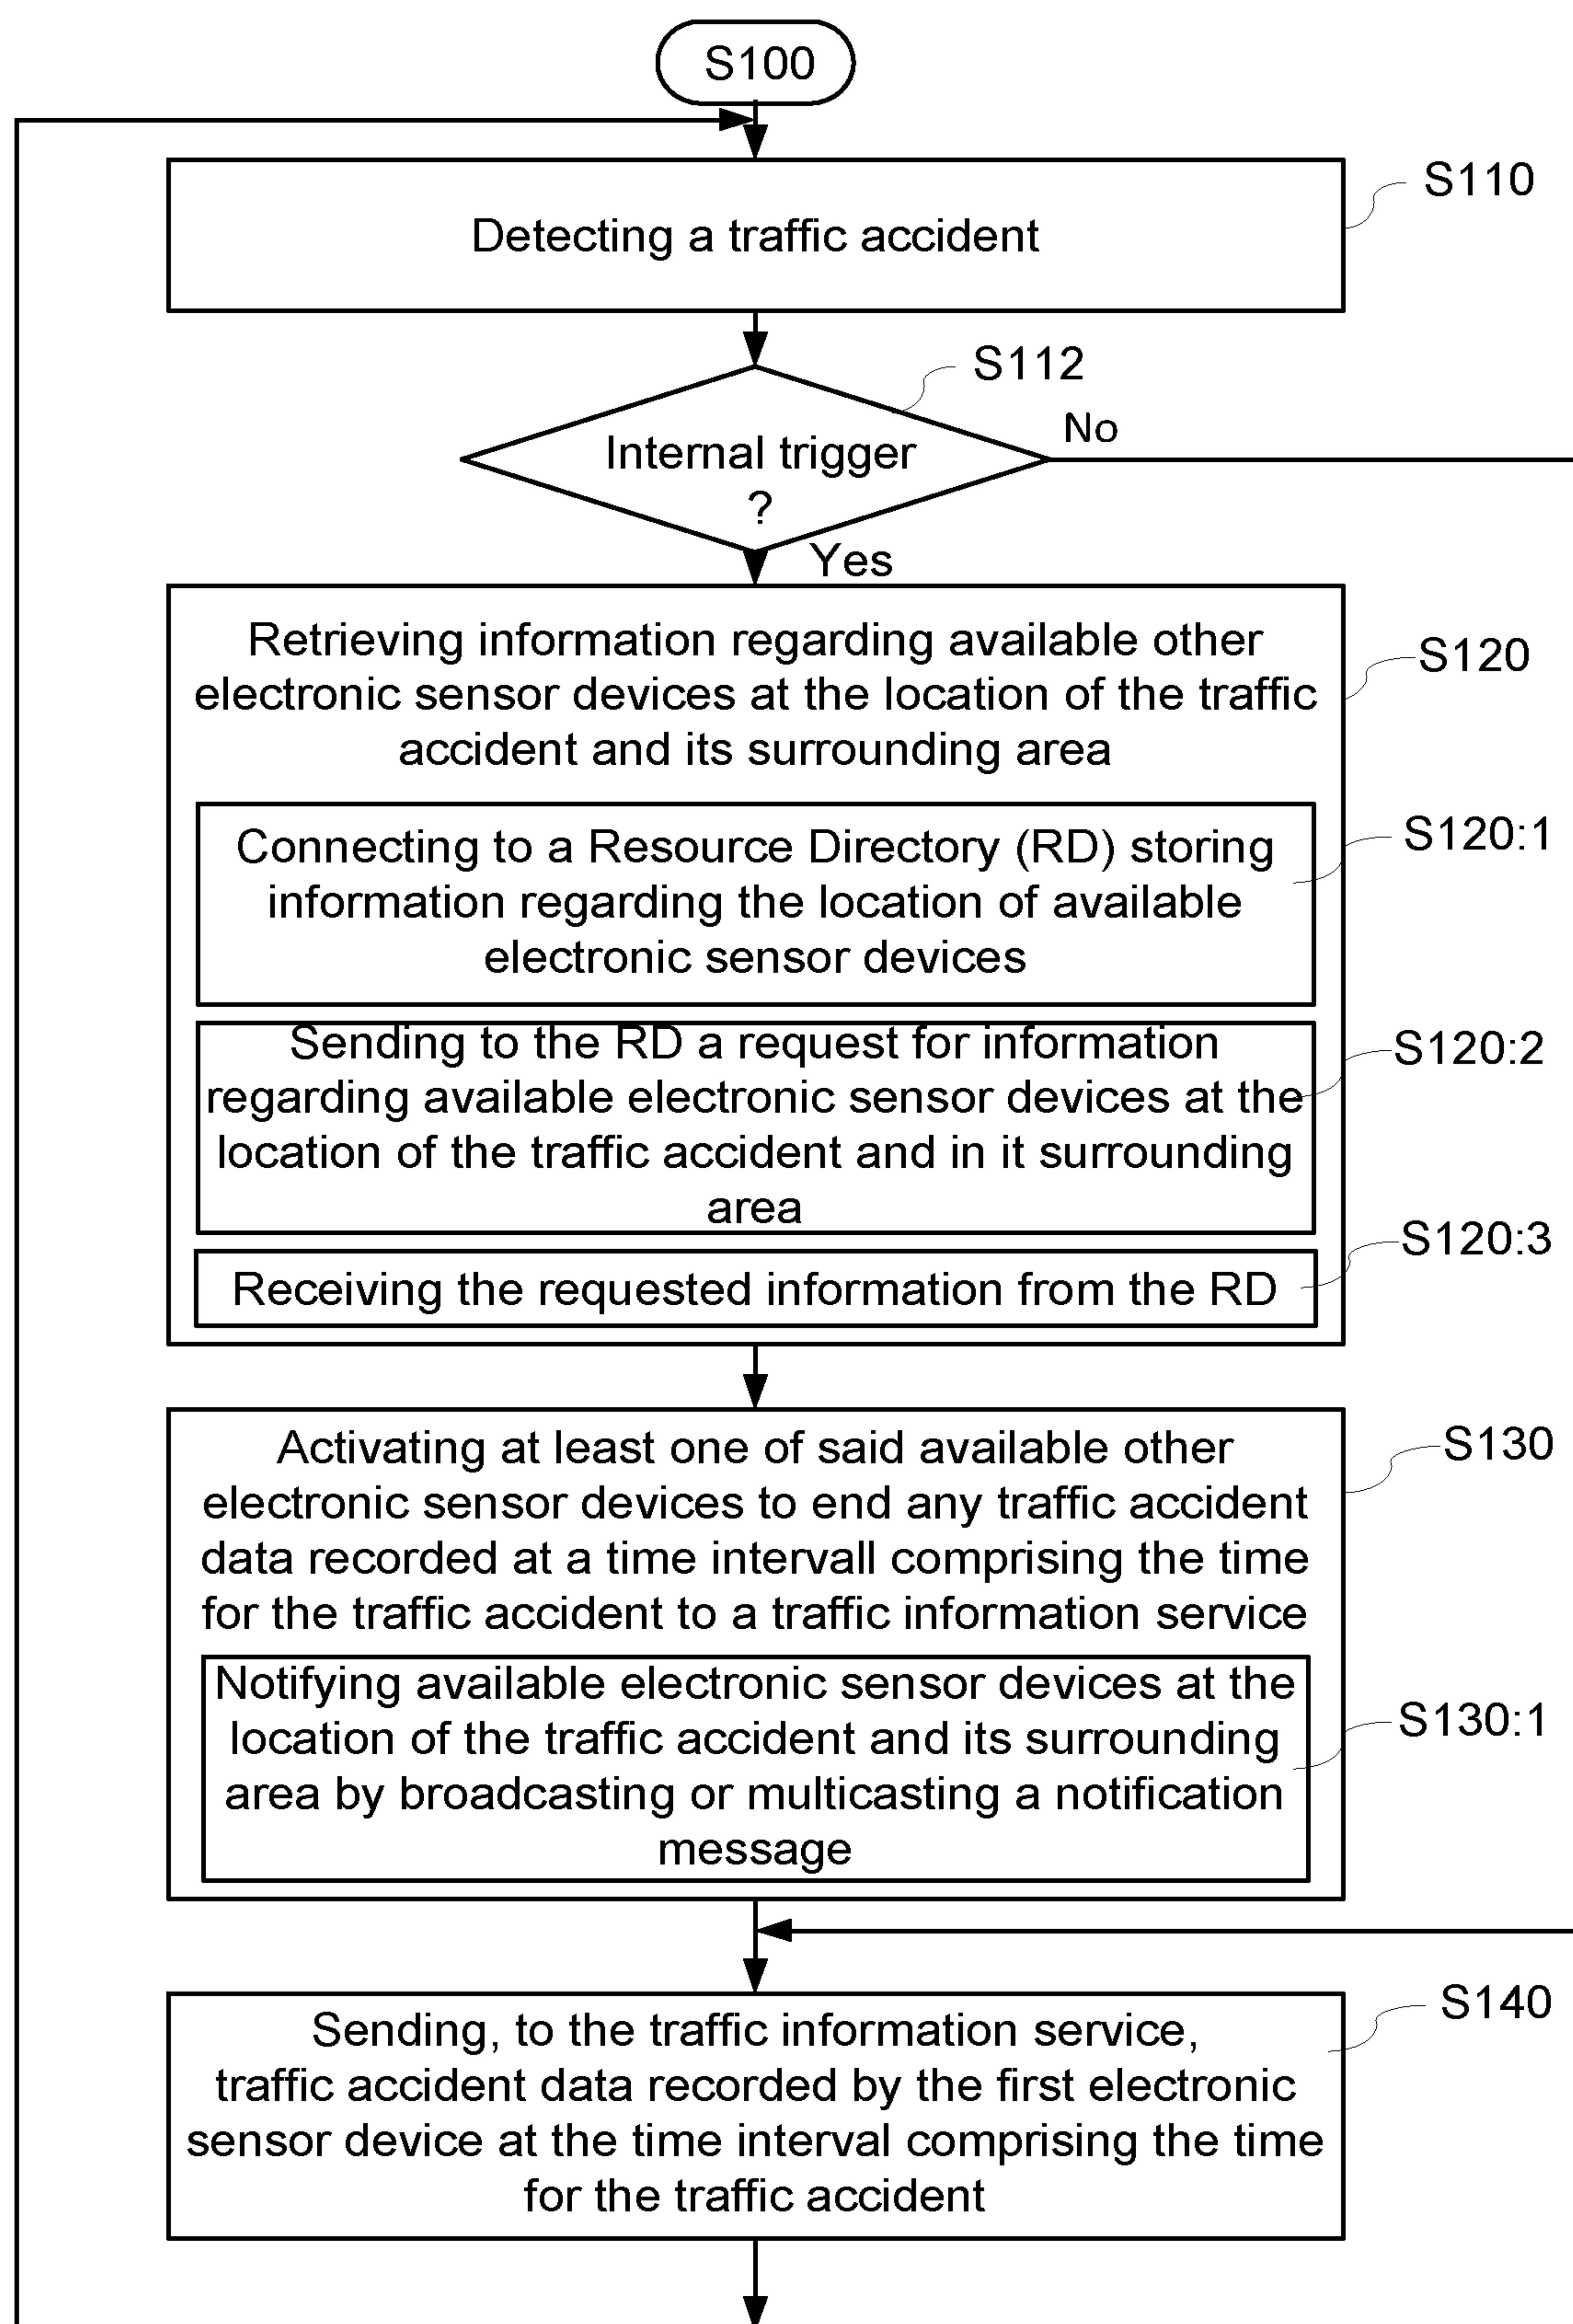 S100
Detecting a traffic accident
S110
S112
Internal trigger
?
No
Yes
Retrieving information regarding available other
electronic sensor devices at the location of the traffic
accident and its surrounding area
S120
Connecting to a Resource Directory (RD) storing
information regarding the location of available
electronic sensor devices
S120:1
Sending to the RD a request for information
regarding available electronic sensor devices at the
location of the traffic accident and in it surrounding
area
S120:2
Receiving the requested information from the RD
S120:3
Activating at least one of said available other
electronic sensor devices to end any traffic accident
data recorded at a time intervall comprising the time
for the traffic accident to a traffic information service
S130
Notifying available electronic sensor devices at the
location of the traffic accident and its surrounding
area by broadcasting or multicasting a notification
message
S130:1
Sending, to the traffic information service,
traffic accident data recorded by the first electronic
sensor device at the time interval comprising the time
for the traffic accident
S140